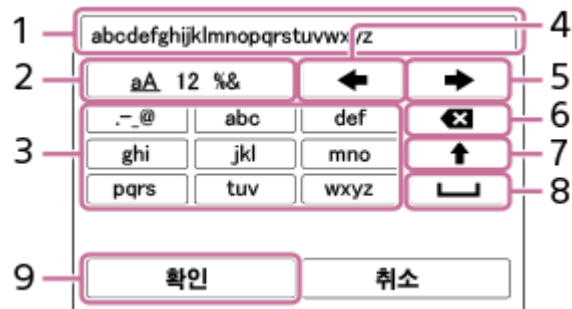 1
abcdefghijklmnopqrstuvwxyz
4
2
aA 12 %&
5
3
.-_@ abc def
6
ghi jkl mno
7
pqrs tuv wxyz
8
9
확인 취소